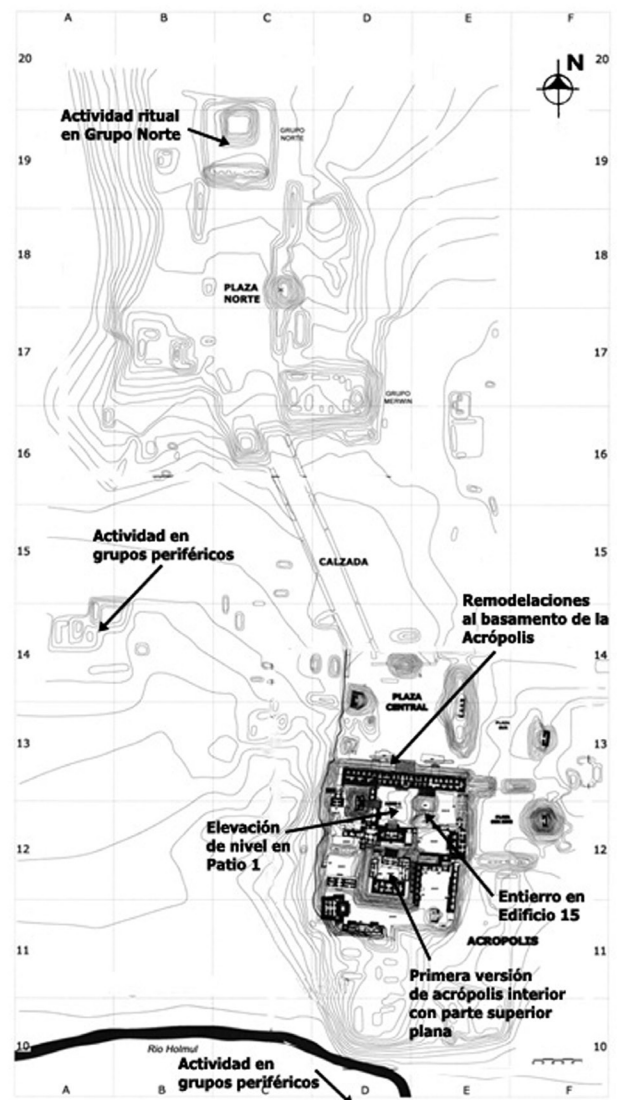 A B C D E F
20 20
N
Actividad ritual
en Grupo Norte
GRUPO
NORTE
19 19
18 18
PLAZA
NORTE
17 17
GRUPO
MERWIN
16 16
Actividad en
grupos periféricos
15 15
CALZADA
Remodelaciones
al basamento de la
Acrópolis
14 14
PLAZA
CENTRAL
13 13
Elevación
de nivel en
Patio 1
12 12
Entierro en
Edificio 15
11 11
ACROPOLIS
Primera versión
de acrópolis interior
con parte superior
plana
10 10
Rio Holmul
Actividad en
grupos periféricos
A B C D E F